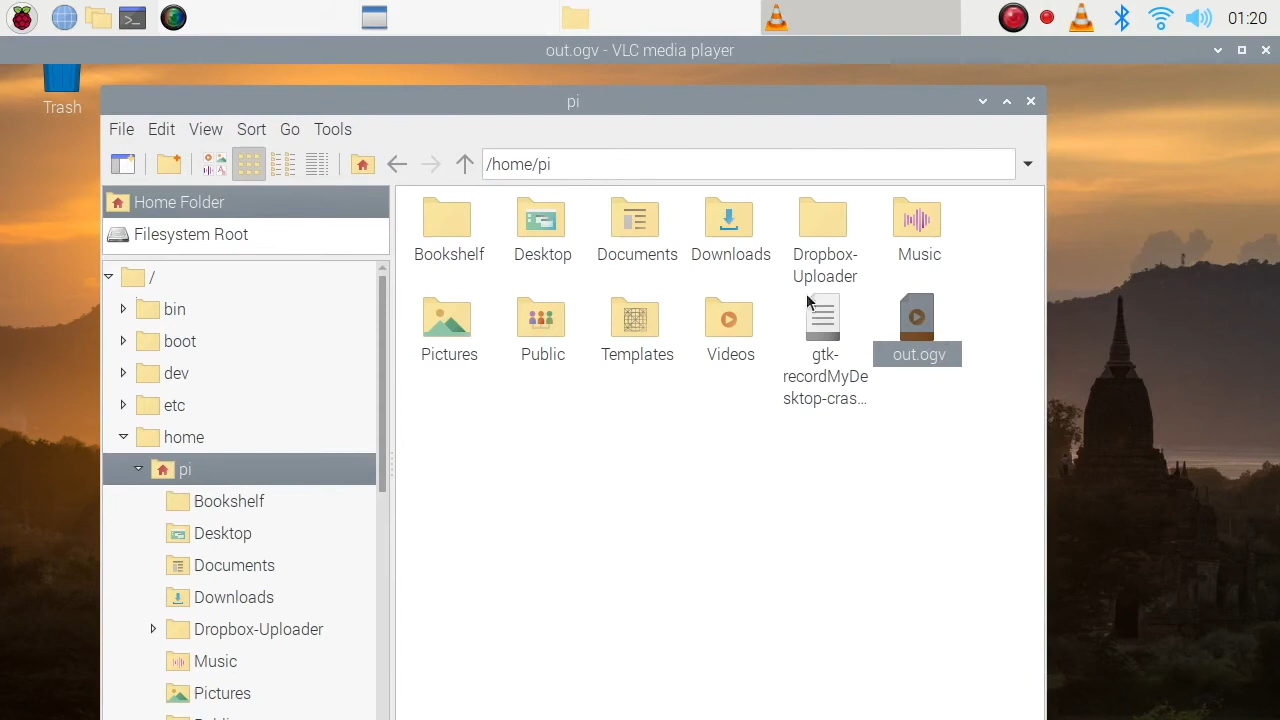 01:20
out.ogv - VLC media player
Trash
pi
File Edit View Sort Go Tools
/home/pi
Home Folder
Filesystem Root
/
bin
boot
dev
etc
home
pi
Bookshelf
Desktop
Documents
Downloads
Dropbox-Uploader
Music
Pictures
Bookshelf
Desktop
Documents
Downloads
Dropbox-
Uploader
Music
Pictures
Public
Templates
Videos
gtk-
recordMyDe
sktop-cras...
out.ogv